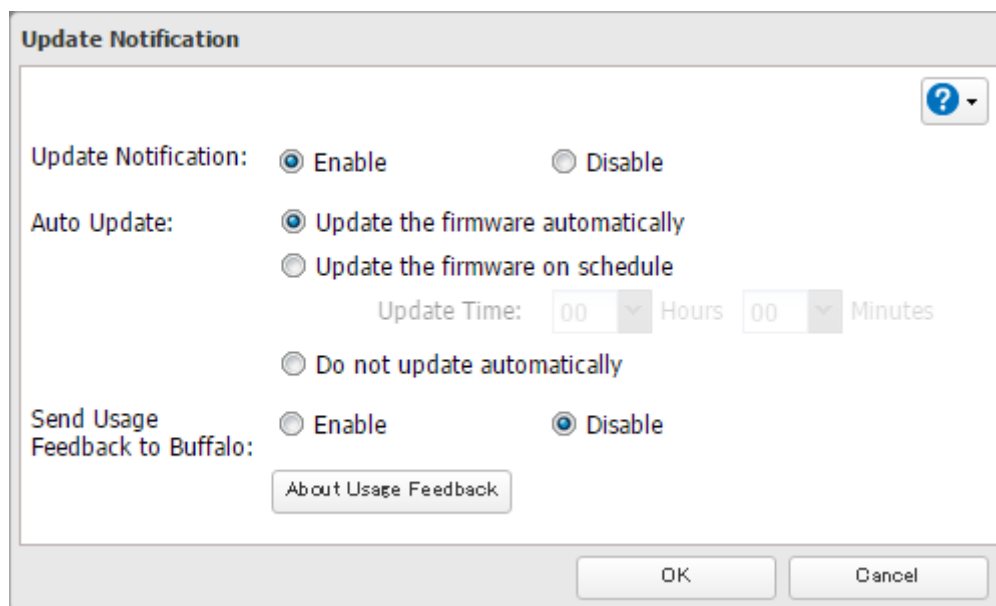 Update Notification
?
Update Notification: Enable Disable
Auto Update: Update the firmware automatically
Update the firmware on schedule
Update Time: 00 Hours 00 Minutes
Do not update automatically
Send Usage
Feedback to Buffalo: Enable Disable
About Usage Feedback
OK Cancel